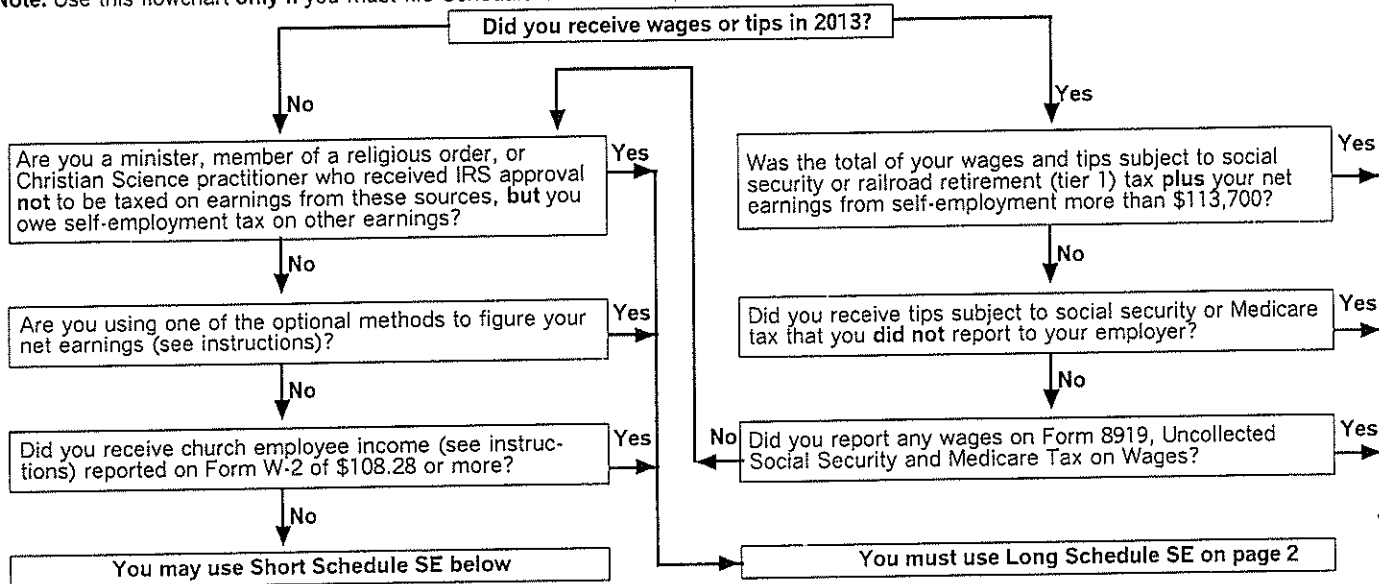 Note. Use this flowchart only if you must file Schedule
Did you receive wages or tips in 2013?
No
Yes
Are you a minister, member of a religious order, or
Christian Science practitioner who received IRS approval
not to be taxed on earnings from these sources, but you
owe self-employment tax on other earnings?
Yes
Was the total of your wages and tips subject to social
security or railroad retirement (tier 1) tax plus your net
earnings from self-employment more than $113,700?
Yes
No
No
Are you using one of the optional methods to figure your
net earnings (see instructions)?
Yes
Did you receive tips subject to social security or Medicare
tax that you did not report to your employer?
Yes
No
No
Did you receive church employee income (see instruc-
tions) reported on Form W-2 of $108.28 or more?
Yes
No
Did you report any wages on Form 8919, Uncollected
Social Security and Medicare Tax on Wages?
Yes
No
You may use Short Schedule SE below
You must use Long Schedule SE on page 2